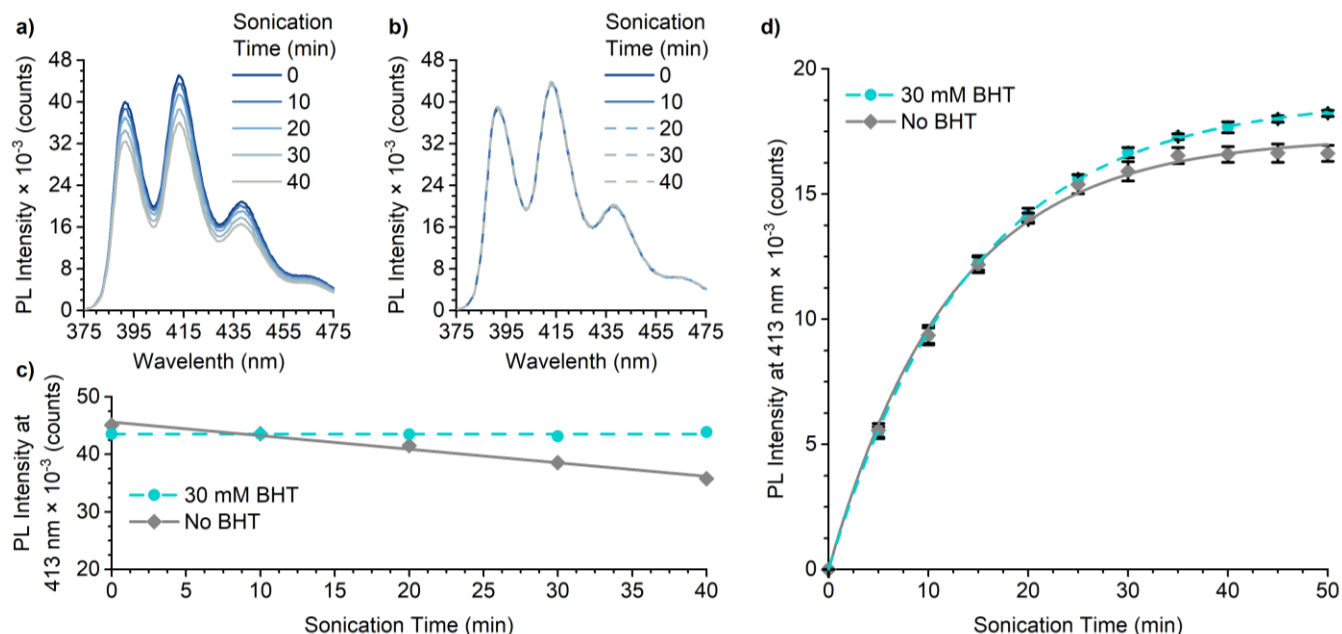 a)
Sonication
Time (min)
0
10
20
30
40
PL Intensity × 10⁻³ (counts)
48
40
32
24
16
8
0
375 395 415 435 455 475
Wavelenth (nm)
b)
Sonication
Time (min)
0
10
20
30
40
PL Intensity × 10⁻³ (counts)
48
40
32
24
16
8
0
375 395 415 435 455 475
Wavelenth (nm)
c)
PL Intensity at
413 nm × 10⁻³ (counts)
50
40
30
20
30 mM BHT
No BHT
0 5 10 15 20 25 30 35 40
Sonication Time (min)
d)
30 mM BHT
No BHT
PL Intensity at 413 nm × 10⁻³ (counts)
20
15
10
5
0
0 10 20 30 40 50
Sonication Time (min)